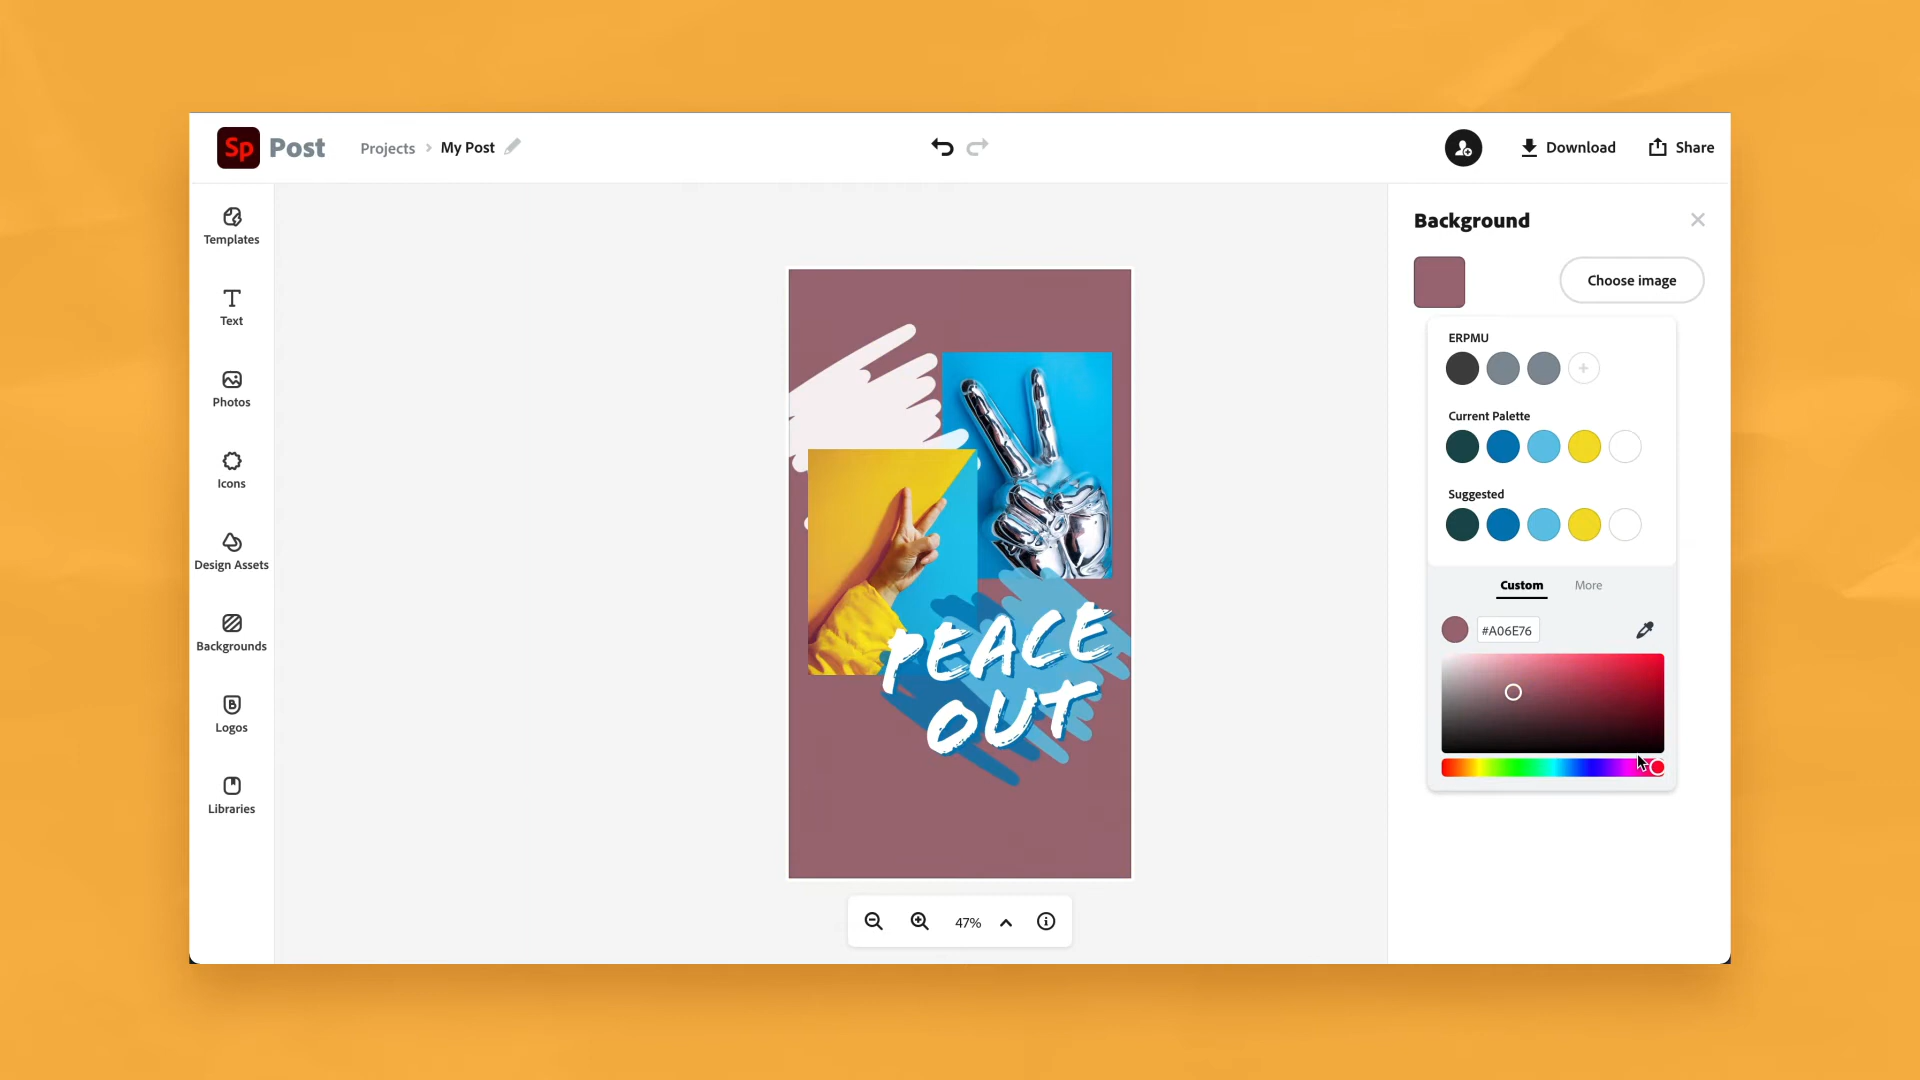 Sp Post
Projects › My Post
Download
Share
Templates
Text
Photos
Icons
Design Assets
Backgrounds
B
Logos
Libraries
PEACE
OUT
47%
Background
Choose image
ERPMU
Current Palette
Suggested
Custom
More
#A06E76